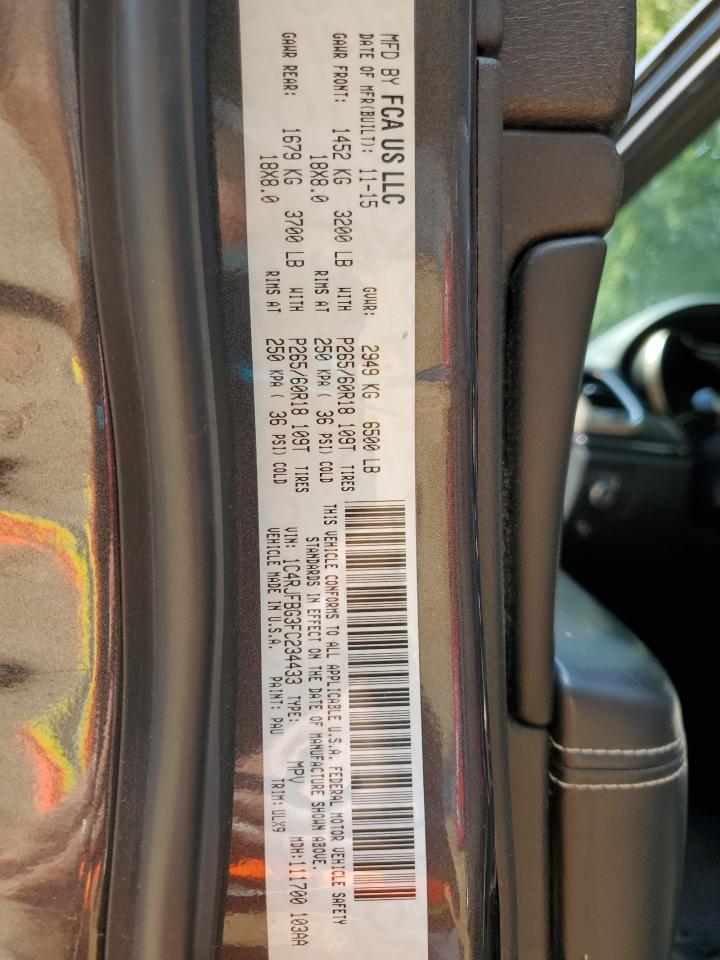 MFD BY FCA US LLC
DATE OF MFR(BUILT): 11-15 GVWR: 2949 KG 6500 LB
GAWR FRONT: 1452 KG 3200 LB WITH P265/60R18 109T TIRES
18X8.0 RIMS AT 250 KPA ( 36 PSI) COLD
GAWR REAR: 1679 KG 3700 LB WITH P265/60R18 109T TIRES
18X8.0 RIMS AT 250 KPA ( 36 PSI) COLD
THIS VEHICLE CONFORMS TO ALL APPLICABLE U.S.A. FEDERAL MOTOR VEHICLE SAFETY
STANDARDS IN EFFECT ON THE DATE OF MANUFACTURE SHOWN ABOVE.
VIN: 1C4RJFBG3FC234433 TYPE: MPV MDH:111700 103AA
VEHICLE MADE IN U.S.A. PAINT: PAU TRIM: ULX9